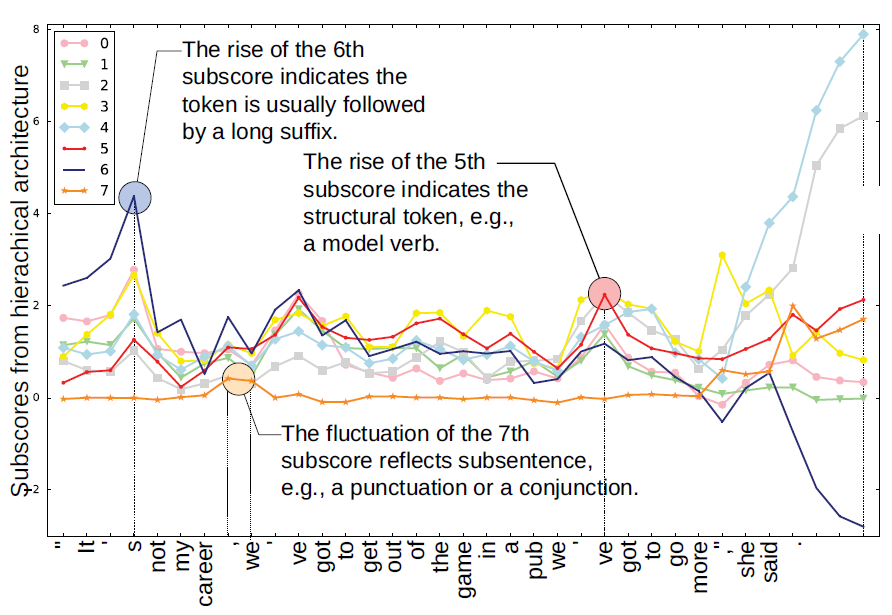 Subscores from hierachical architecture
8
6
4
2
0
-2
0
1
2
3
4
5
6
7
The rise of the 6th
subscore indicates the
token is usually followed
by a long suffix.
The rise of the 5th
subscore indicates the
structural token, e.g.,
a model verb.
The fluctuation of the 7th
subscore reflects subsentence,
e.g., a punctuation or a conjunction.
" It ' s not my career , we ' ve got to get out of the game in a pub we ' ve got to go more " , she said .